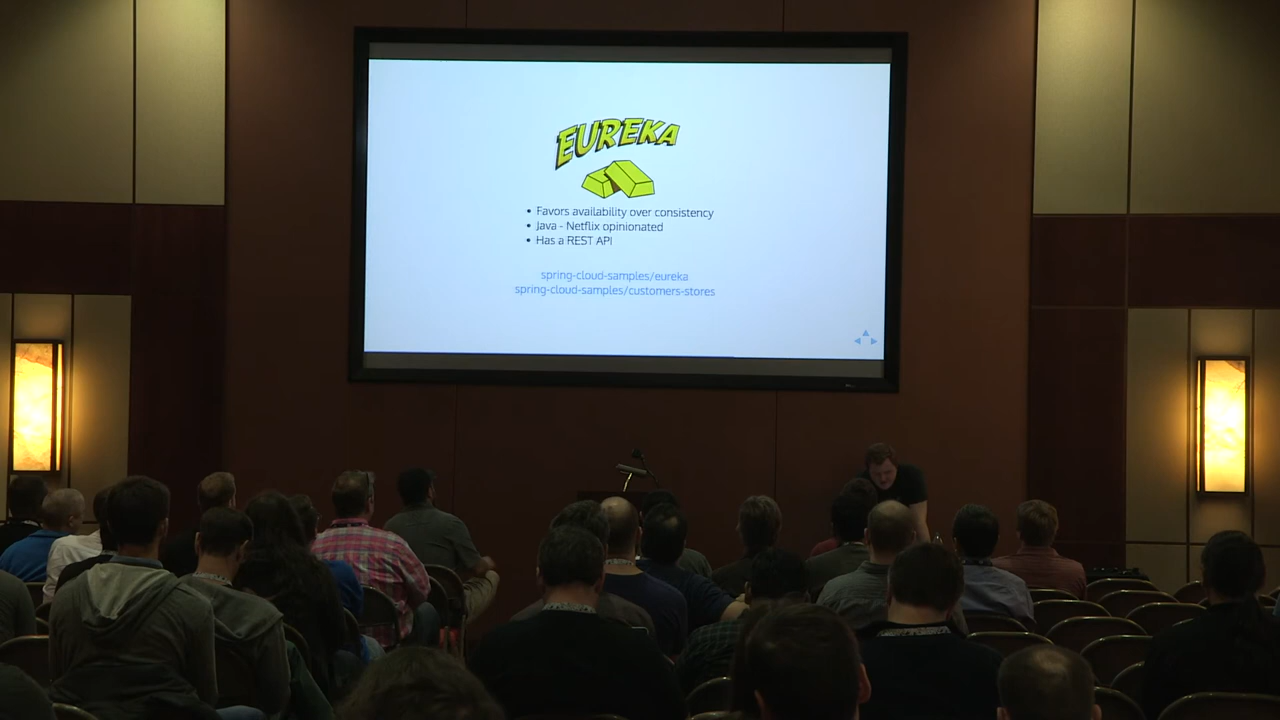 EUREKA
• Favors availability over consistency
• Java - Netflix opinionated
• Has a REST API
spring-cloud-samples/eureka
spring-cloud-samples/customers-stores